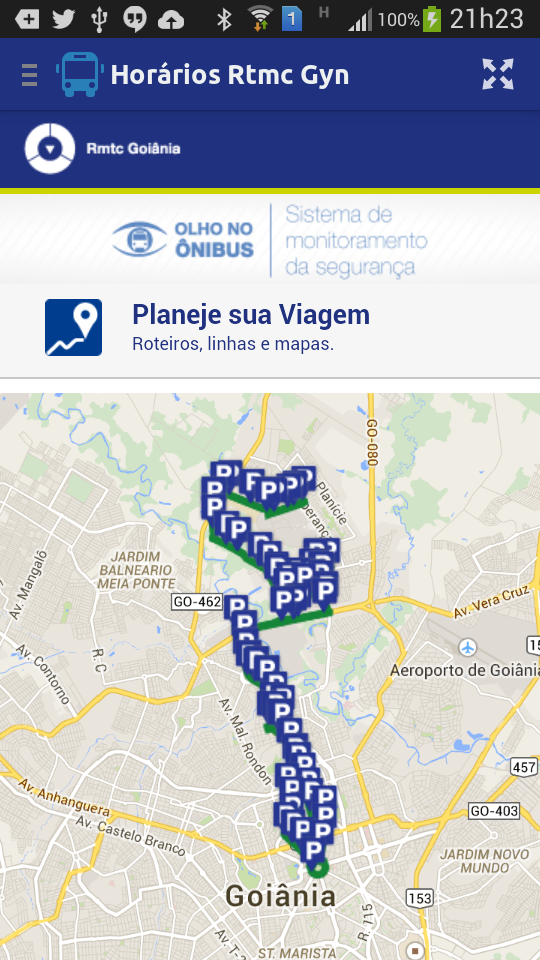 1
H
100%
21h23
Horários Rtmc Gyn
Rmtc Goiânia
OLHO NO
ÔNIBUS
Sistema de
monitoramento
da segurança
Planeje sua Viagem
Roteiros, linhas e mapas.
GO-080
Planície
JARDIM
BALNEARIO
MEIA PONTE
Av. Mangaló
GO-462
Av. Vera Cruz
Aeroporto de Goiânia
R. C
Av. Contorno
Av. Mal. Rondon
457
Av. Anhanguera
GO-403
Av. Castelo Branco
JARDIM NOVO
MUNDO
Goiânia
153
R. 115
Av. T-2
ST. MARISTA
P